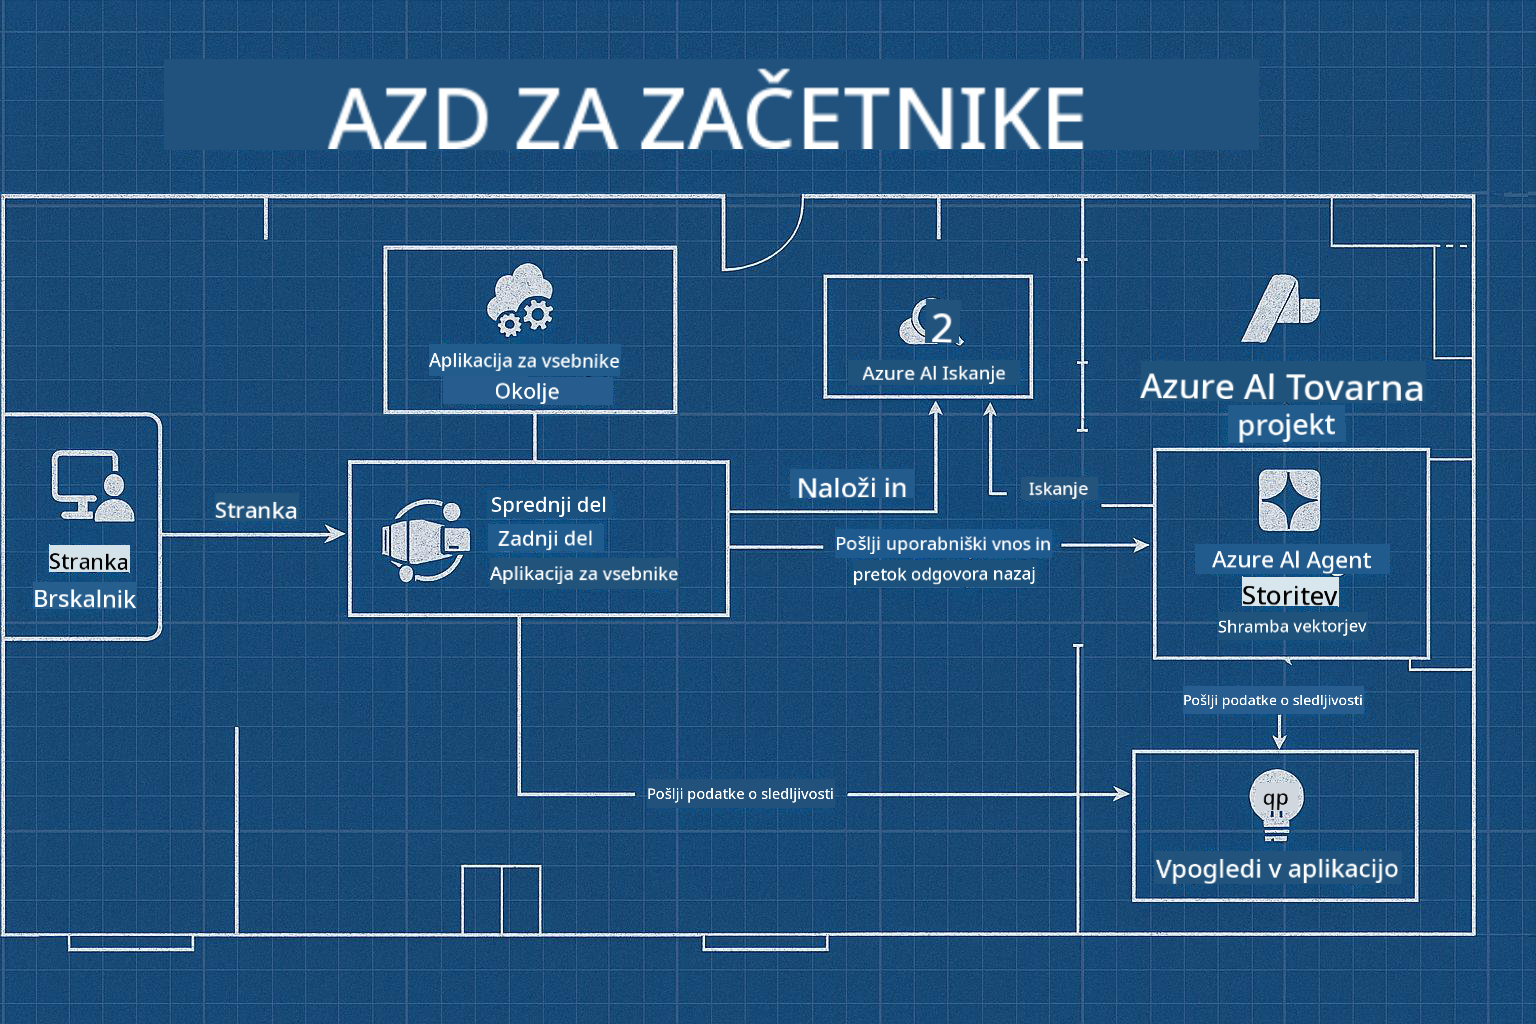 AZD ZA ZAČETNIKE
Aplikacija za vsebnike
Okolje
2
Azure AI Iskanje
Azure AI Tovarna
projekt
Stranka
Brskalnik
Stranka
Sprednji del
Zadnji del
Aplikacija za vsebnike
Naloži in
Iskanje
Pošlji uporabniški vnos in
pretok odgovora nazaj
Azure AI Agent
Storitev
Shramba vektorjev
Pošlji podatke o sledljivosti
Pošlji podatke o sledljivosti
qp
Vpogledi v aplikacijo